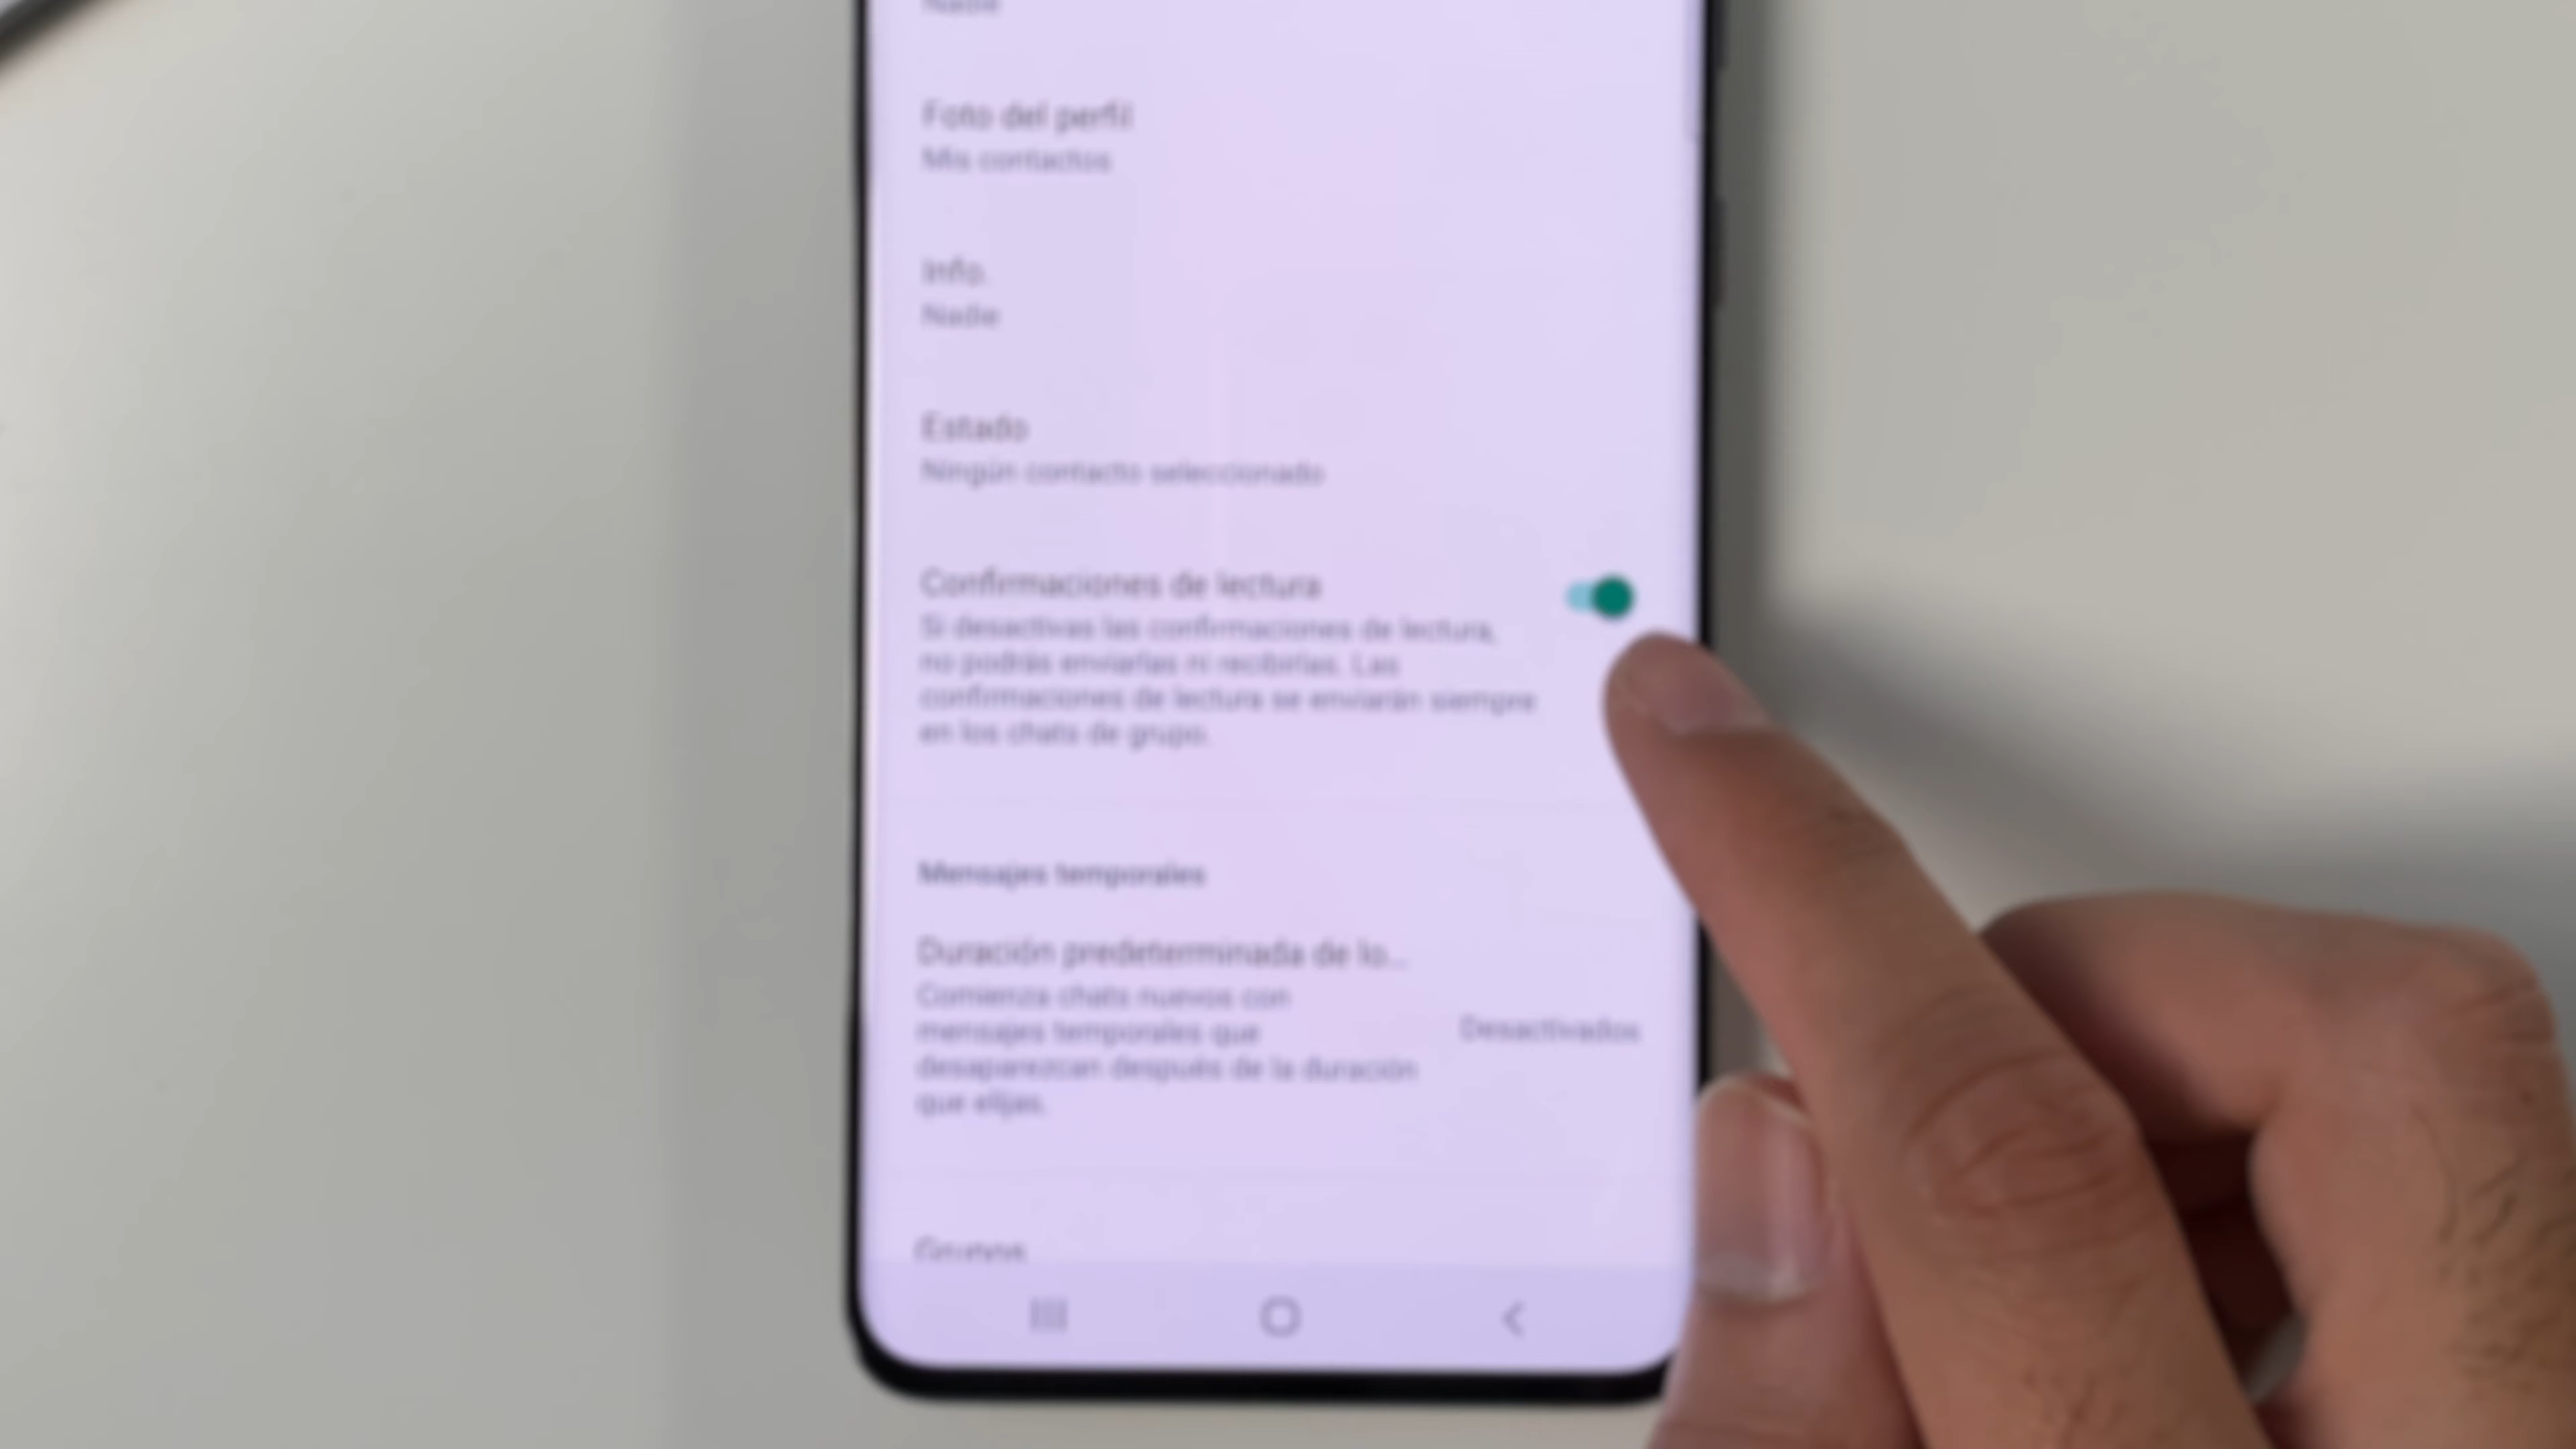 Nadie
Foto del perfil
Mis contactos
Info.
Nadie
Estado
Ningún contacto seleccionado
Confirmaciones de lectura
Si desactivas las confirmaciones de lectura,
no podrás enviarlas ni recibirlas. Las
confirmaciones de lectura se enviarán siempre
en los chats de grupo.
Mensajes temporales
Duración predeterminada de lo...
Comienza chats nuevos con
mensajes temporales que
desaparezcan después de la duración
que elijas.
Desactivados
Grupos